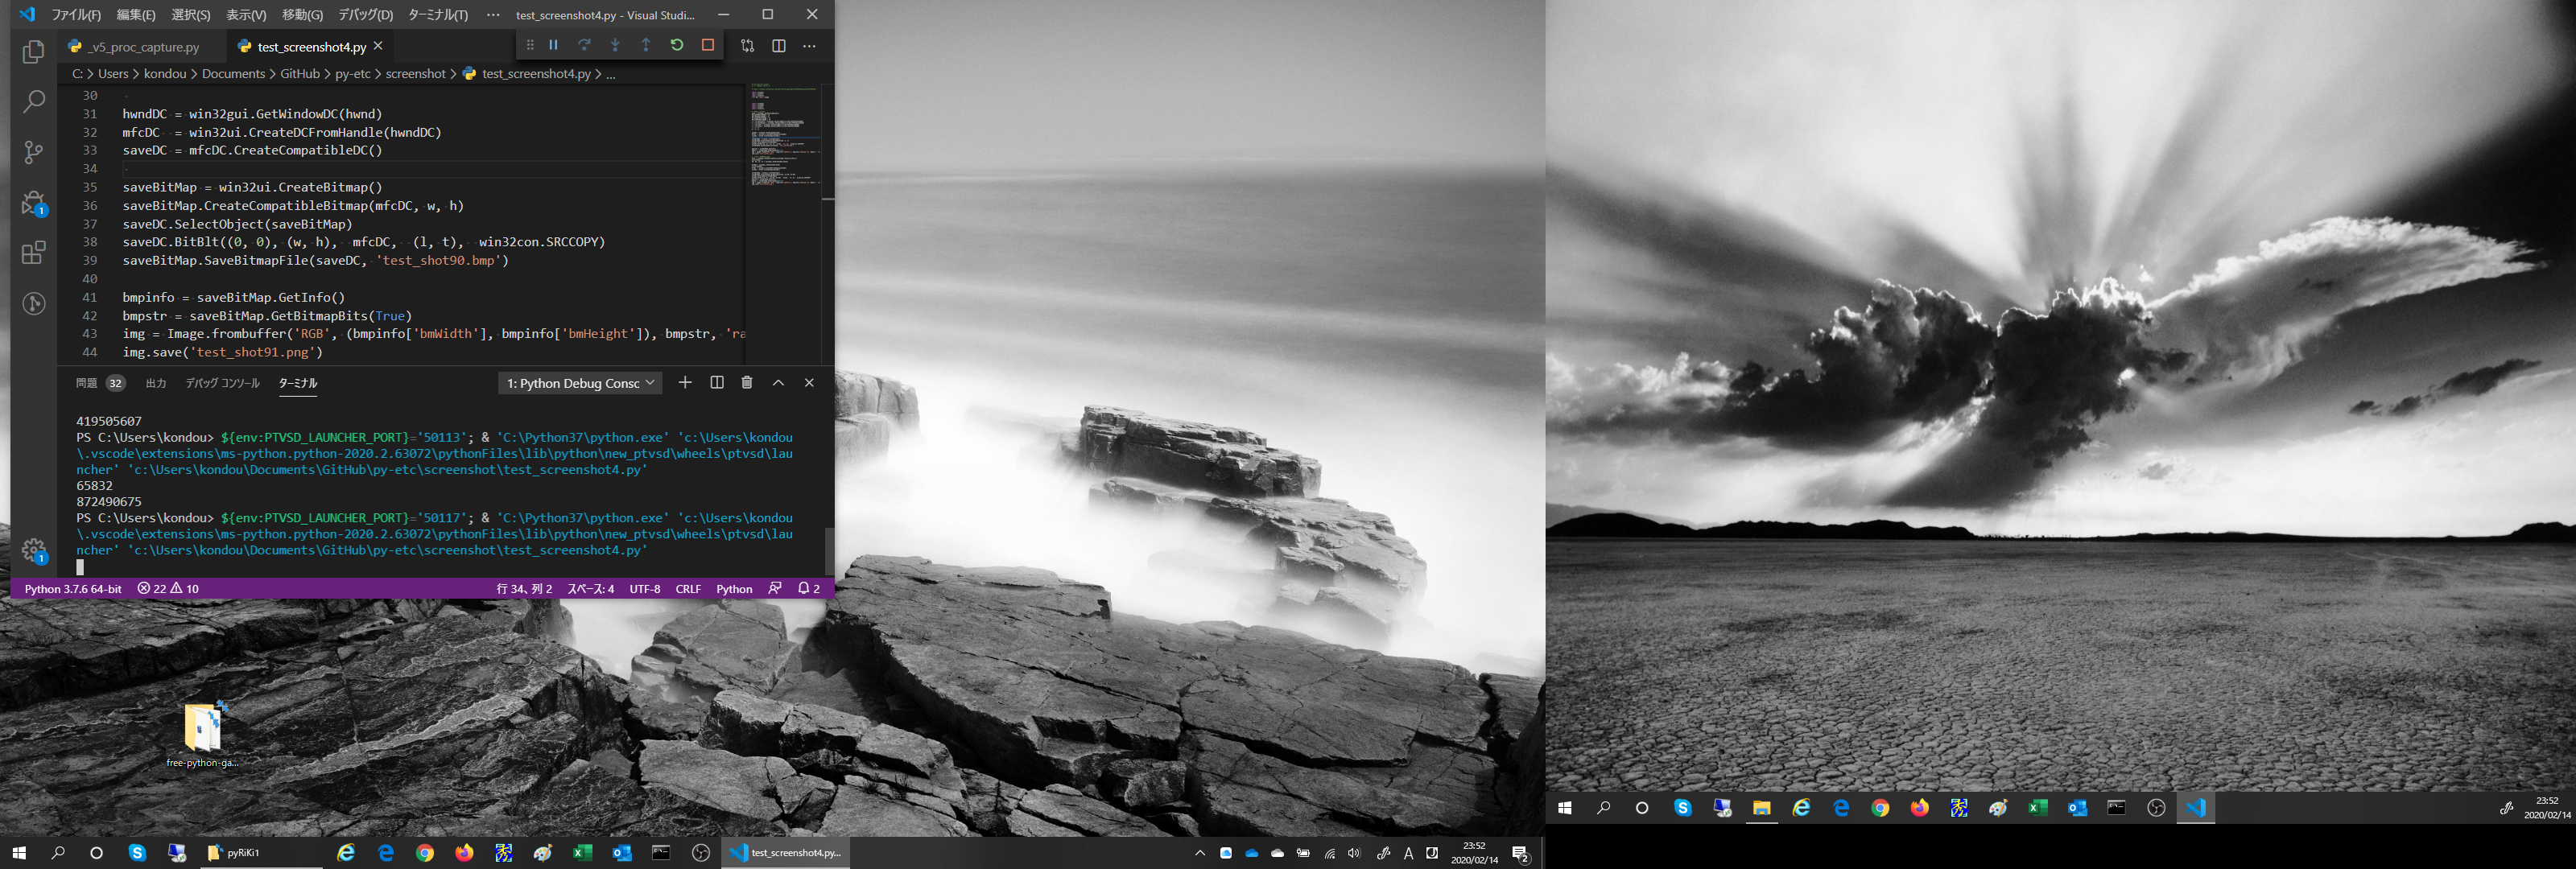 ファイル(F) 編集(E) 選択(S) 表示(V) 移動(G) デバッグ(D) ターミナル(T) ··· test_screenshot4.py - Visual Studi...
_v5_proc_capture.py test_screenshot4.py
C: > Users > kondou > Documents > GitHub > py-etc > screenshot > test_screenshot4.py > ...
30
31 hwndDC = win32gui.GetWindowDC(hwnd)
32 mfcDC  = win32ui.CreateDCFromHandle(hwndDC)
33 saveDC = mfcDC.CreateCompatibleDC()
34
35 saveBitMap = win32ui.CreateBitmap()
36 saveBitMap.CreateCompatibleBitmap(mfcDC, w, h)
37 saveDC.SelectObject(saveBitMap)
38 saveDC.BitBlt((0, 0), (w, h),  mfcDC,  (l, t),  win32con.SRCCOPY)
39 saveBitMap.SaveBitmapFile(saveDC, 'test_shot90.bmp')
40
41 bmpinfo = saveBitMap.GetInfo()
42 bmpstr = saveBitMap.GetBitmapBits(True)
43 img = Image.frombuffer('RGB', (bmpinfo['bmWidth'], bmpinfo['bmHeight']), bmpstr, 'ra
44 img.save('test_shot91.png')
1
1
問題 32 出力 デバッグ コンソール ターミナル 1: Python Debug Consc
419505607
PS C:\Users\kondou> ${env:PTVSD_LAUNCHER_PORT}='50113'; & 'C:\Python37\python.exe' 'c:\Users\kondou
\.vscode\extensions\ms-python.python-2020.2.63072\pythonFiles\lib\python\new_ptvsd\wheels\ptvsd\lau
ncher' 'c:\Users\kondou\Documents\GitHub\py-etc\screenshot\test_screenshot4.py'
65832
872490675
PS C:\Users\kondou> ${env:PTVSD_LAUNCHER_PORT}='50117'; & 'C:\Python37\python.exe' 'c:\Users\kondou
\.vscode\extensions\ms-python.python-2020.2.63072\pythonFiles\lib\python\new_ptvsd\wheels\ptvsd\lau
ncher' 'c:\Users\kondou\Documents\GitHub\py-etc\screenshot\test_screenshot4.py'
Python 3.7.6 64-bit 22 10 行 34、列 2 スペース: 4 UTF-8 CRLF Python 2
free-python-ga...
pyRiKi1 test_screenshot4.py... A 23:52
2020/02/14 2
23:52
2020/02/14